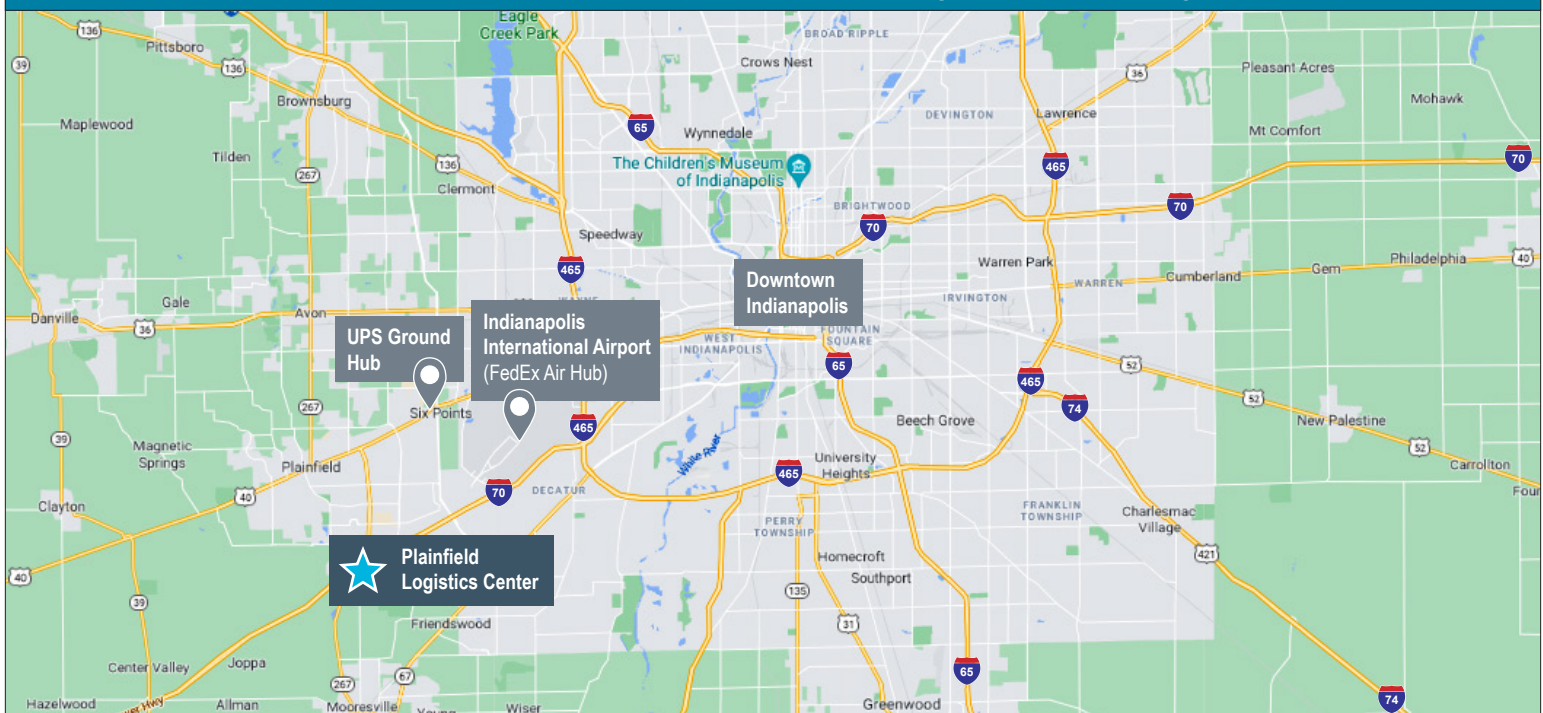 Eagle
Creek Park
BROAD RIPPLE
136
Pittsboro
Crows Nest
39
136
36
Pleasant Acres
Mohawk
Brownsburg
Maplewood
65
Wynnedale
DEVINGTON
Lawrence
Mt Comfort
Tilden
136
The Children's Museum
of Indianapolis
465
70
267
Clermont
BRIGHTWOOD
70
70
Speedway
465
Warren Park
Philadelphia
40
Gem
Cumberland
WARREN
Downtown
Indianapolis
IRVINGTON
Gale
Danville
36
Avon
UPS Ground
Hub
Indianapolis
International Airport
(FedEx Air Hub)
WEST
INDIANAPOLIS
FOUNTAIN
SQUARE
65
52
465
74
52
267
Six Points
465
Beech Grove
New Palestine
39
Magnetic
Springs
Plainfield
White River
University
Heights
465
52
Carrollton
40
70
DECATUR
Clayton
PERRY
TOWNSHIP
FRANKLIN
TOWNSHIP
Charlesmac
Village
421
Plainfield
Logistics Center
Homecroft
Southport
40
39
135
31
Friendswood
Center Valley
Joppa
67
267
65
74
Hazelwood
Allman
Mooresville
Wiser
Greenwood